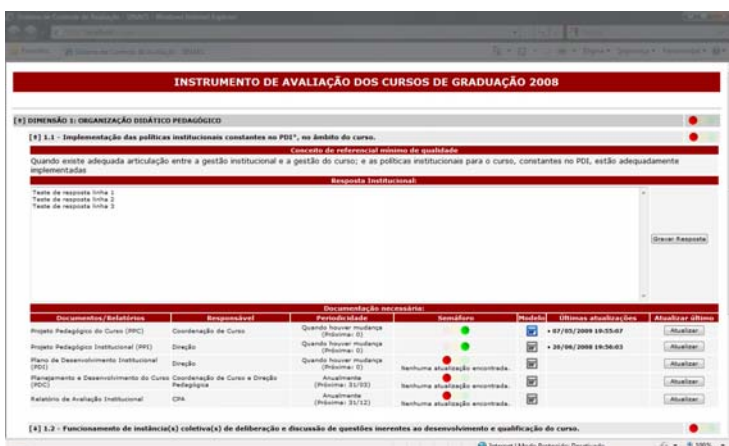 INSTRUMENTO DE AVALIAÇÃO DOS CURSOS DE GRADUAÇÃO 2008
DIMENSÃO 1: ORGANIZAÇÃO DIDÁTICO PEDAGÓGICO
1.1 - Implementação das políticas institucionais constantes no PDI*, no âmbito do curso.
Conceito de referencial mínimo de qualidade
Quando existe adequada articulação entre a gestão institucional e a gestão do curso; e as políticas institucionais para o curso, constantes no PDI, estão adequadamente
implementadas
Resposta Institucional:
Teste de resposta linha 1
Teste de resposta linha 2
Teste de resposta linha 3
Gravar Resposta
Documentação necessária:
Documentos/Relatórios Responsável Periodicidade Semáforo Modelo Últimas atualizações Atualizar último
Projeto Pedagógico do Curso (PPC) Coordenação de Curso Quando houver mudança (Próxima: 0) • 07/05/2009 19:55:07 Atualizar
Projeto Pedagógico Institucional (PPI) Direção Quando houver mudança (Próxima: 0) • 20/06/2008 19:56:03 Atualizar
Plano de Desenvolvimento Institucional (PDI) Direção Quando houver mudança (Próxima: 0) Nenhuma atualização encontrada. Atualizar
Planejamento e Desenvolvimento do Curso (PDC) Coordenação de Curso e Direção Pedagógica Anualmente (Próxima: 31/03) Nenhuma atualização encontrada. Atualizar
Relatório de Avaliação Institucional CPA Anualmente (Próxima: 31/12) Nenhuma atualização encontrada. Atualizar
1.2 - Funcionamento de instância(s) coletiva(s) de deliberação e discussão de questões inerentes ao desenvolvimento e qualificação do curso.
100%